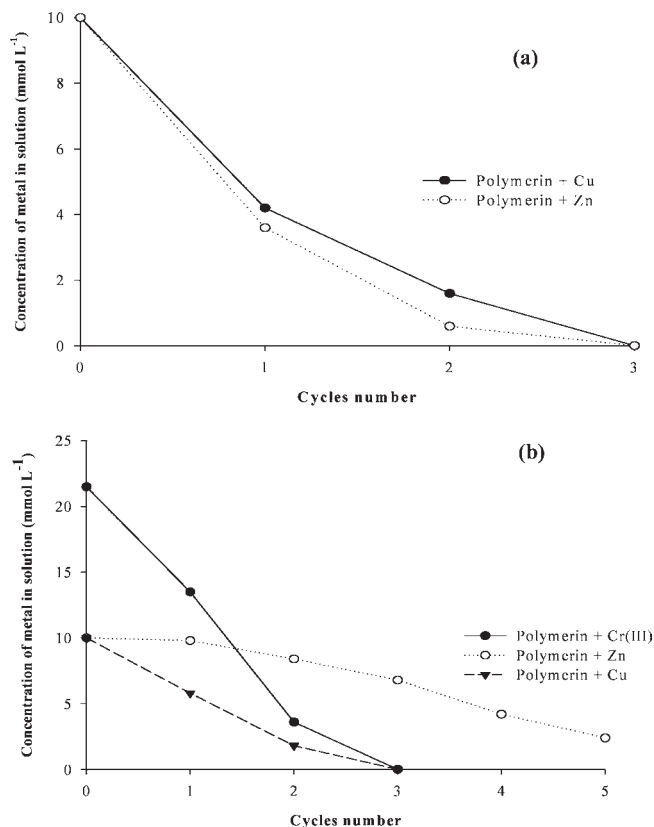 (a)
Concentration of metal in solution (mmol L-1)
10
8
6
4
2
0
Polymerin + Cu
Polymerin + Zn
0 1 2 3
Cycles number
(b)
Concentration of metal in solution (mmol L-1)
25
20
15
10
5
0
Polymerin + Cr(III)
Polymerin + Zn
Polymerin + Cu
0 1 2 3 4 5
Cycles number